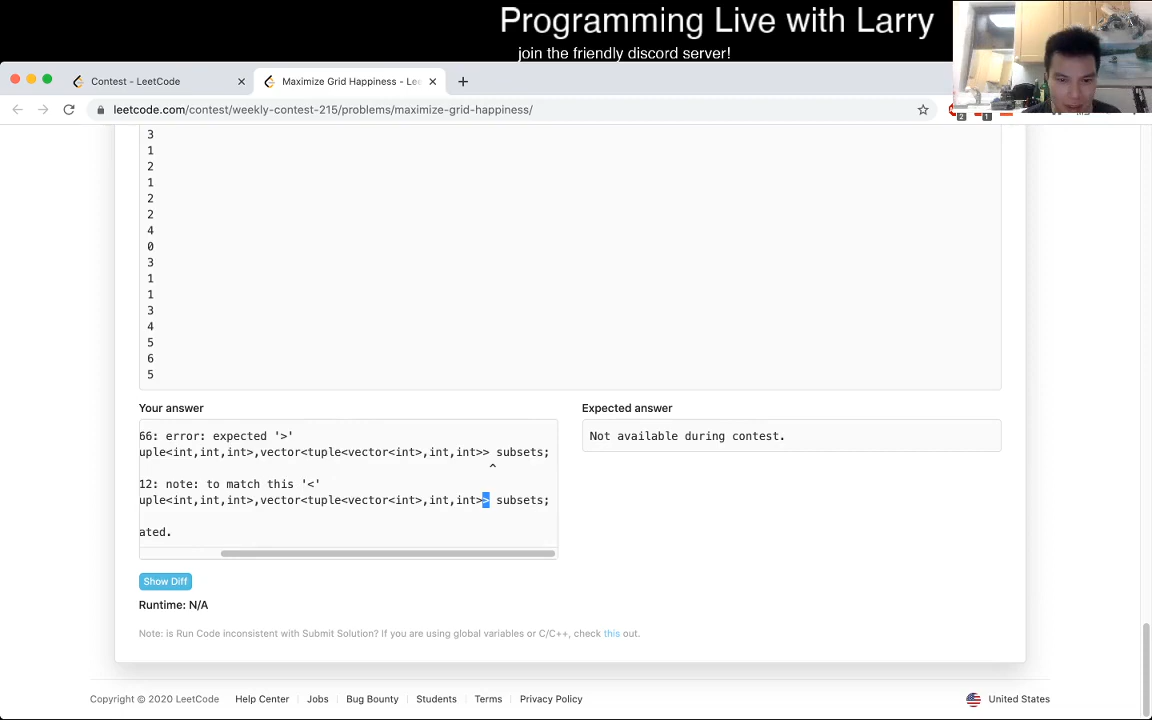 Programming Live with Larry
join the friendly discord server!
Contest - LeetCode
Maximize Grid Happiness - Lee
leetcode.com/contest/weekly-contest-215/problems/maximize-grid-happiness/
2
1
3
1
2
1
2
2
4
0
3
1
1
3
4
5
6
5
Your answer
Expected answer
66: error: expected '>'
uple<int,int,int>,vector<tuple<vector<int>,int,int>> subsets;
^
12: note: to match this '<'
uple<int,int,int>,vector<tuple<vector<int>,int,int>> subsets;
ated.
Not available during contest.
Show Diff
Runtime: N/A
Note: is Run Code inconsistent with Submit Solution? If you are using global variables or C/C++, check this out.
Copyright © 2020 LeetCode Help Center Jobs Bug Bounty Students Terms Privacy Policy United States